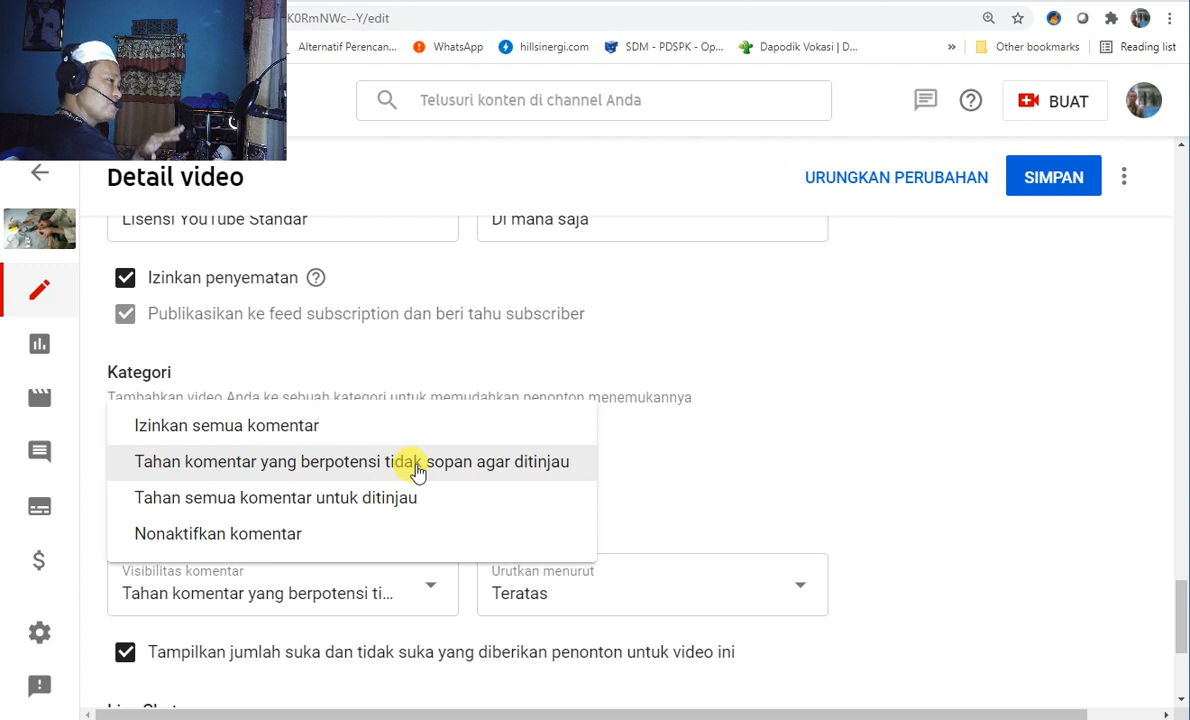 K0RmNWc--Y/edit
Alternatif Perencan...
WhatsApp
hillsinergi.com
SDM - PDSPK - Op...
Dapodik Vokasi | D...
»
Other bookmarks
Reading list
Telusuri konten di channel Anda
BUAT
Detail video
URUNGKAN PERUBAHAN
SIMPAN
Lisensi YouTube Standar
Di mana saja
Izinkan penyematan
Publikasikan ke feed subscription dan beri tahu subscriber
Kategori
Tambahkan video Anda ke sebuah kategori untuk memudahkan penonton menemukannya
Izinkan semua komentar
Tahan komentar yang berpotensi tidak sopan agar ditinjau
Tahan semua komentar untuk ditinjau
Nonaktifkan komentar
Visibilitas komentar
Tahan komentar yang berpotensi ti...
Urutkan menurut
Teratas
Tampilkan jumlah suka dan tidak suka yang diberikan penonton untuk video ini